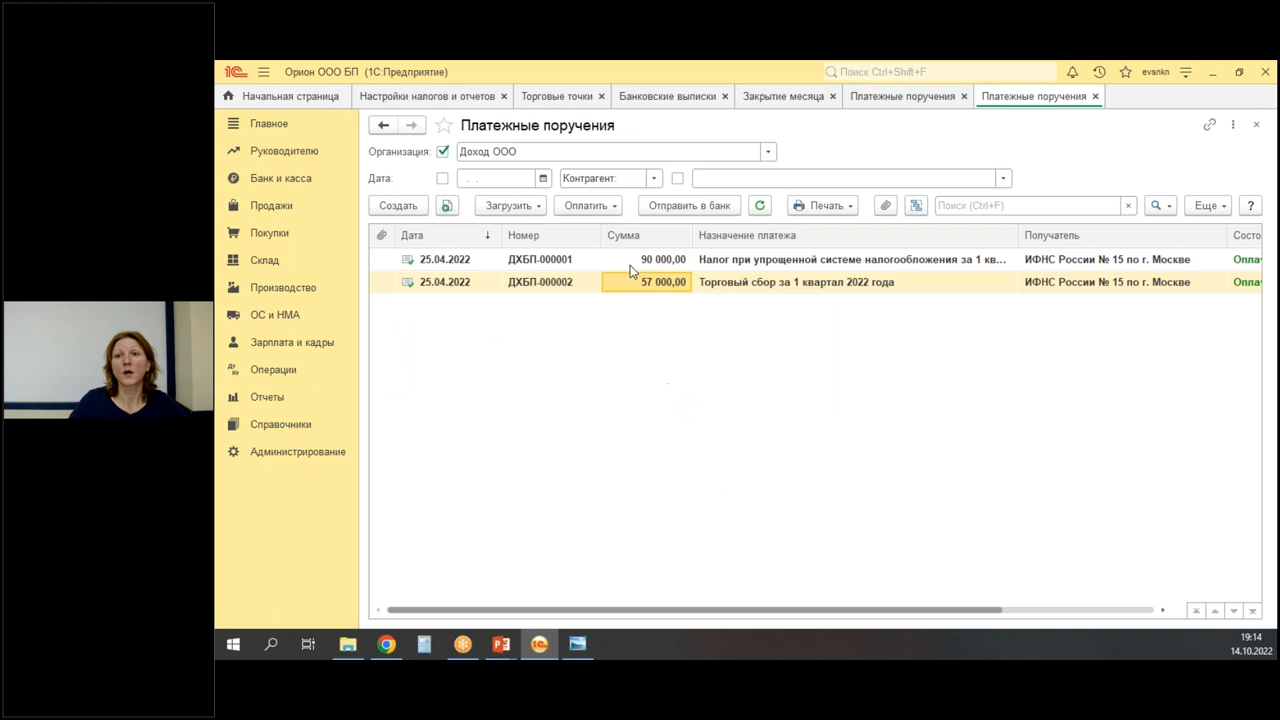 1С Орион ООО БП (1С:Предприятие) Поиск Ctrl+Shift+F evsnkn
Начальная страница Настройки налогов и отчетов × Торговые точки × Банковские выписки × Закрытие месяца × Платежные поручения × Платежные поручения ×
Главное
Руководителю
Банк и касса
Продажи
Покупки
Склад
Производство
ОС и НМА
Зарплата и кадры
Операции
Отчеты
Справочники
Администрирование
Платежные поручения
Организация: Доход ООО
Дата: . . Контрагент:
Создать Загрузить Оплатить Отправить в банк Печать Поиск (Ctrl+F) × Еще ?
Дата Номер Сумма Назначение платежа Получатель Состо
25.04.2022 ДХБП-000001 90 000,00 Налог при упрощенной системе налогообложения за 1 кв... ИФНС России № 15 по г. Москве Опла
25.04.2022 ДХБП-000002 57 000,00 Торговый сбор за 1 квартал 2022 года ИФНС России № 15 по г. Москве Опла
19:14
14.10.2022